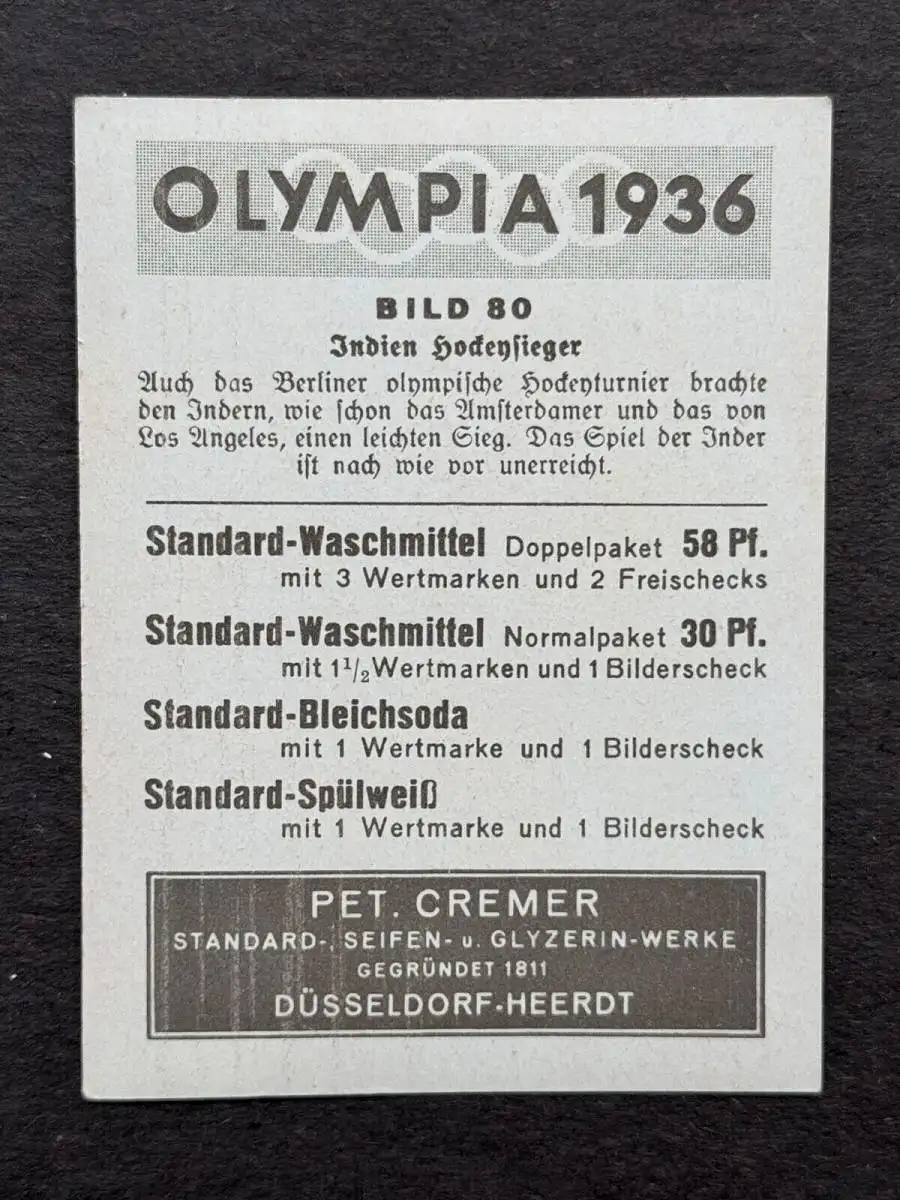 OLYMPIA 1936
BILD 80
Indien Hockeysieger
Auch das Berliner olympische Hockeyturnier brachte
den Indern, wie schon das Amsterdamer und das von
Los Angeles, einen leichten Sieg. Das Spiel der Inder
ist nach wie vor unerreicht.
Standard-Waschmittel Doppelpaket 58 Pf.
mit 3 Wertmarken und 2 Freischecks
Standard-Waschmittel Normalpaket 30 Pf.
mit 1 1/2 Wertmarken und 1 Bilderscheck
Standard-Bleichsoda
mit 1 Wertmarke und 1 Bilderscheck
Standard-Spülweiß
mit 1 Wertmarke und 1 Bilderscheck
PET. CREMER
STANDARD-, SEIFEN- u. GLYZERIN-WERKE
GEGRÜNDET 1811
DÜSSELDORF-HEERDT